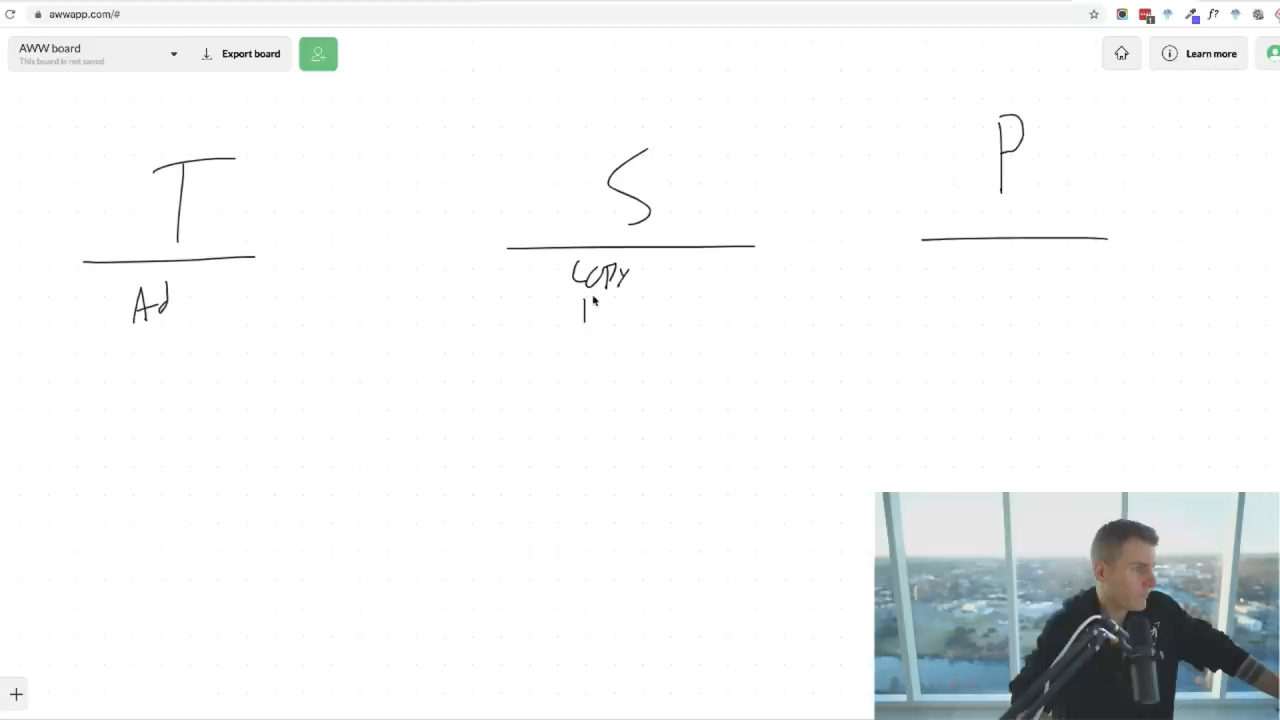 awwapp.com/#
AWW board
This board is not saved
Export board
Learn more
T
S
P
Ad
COPY